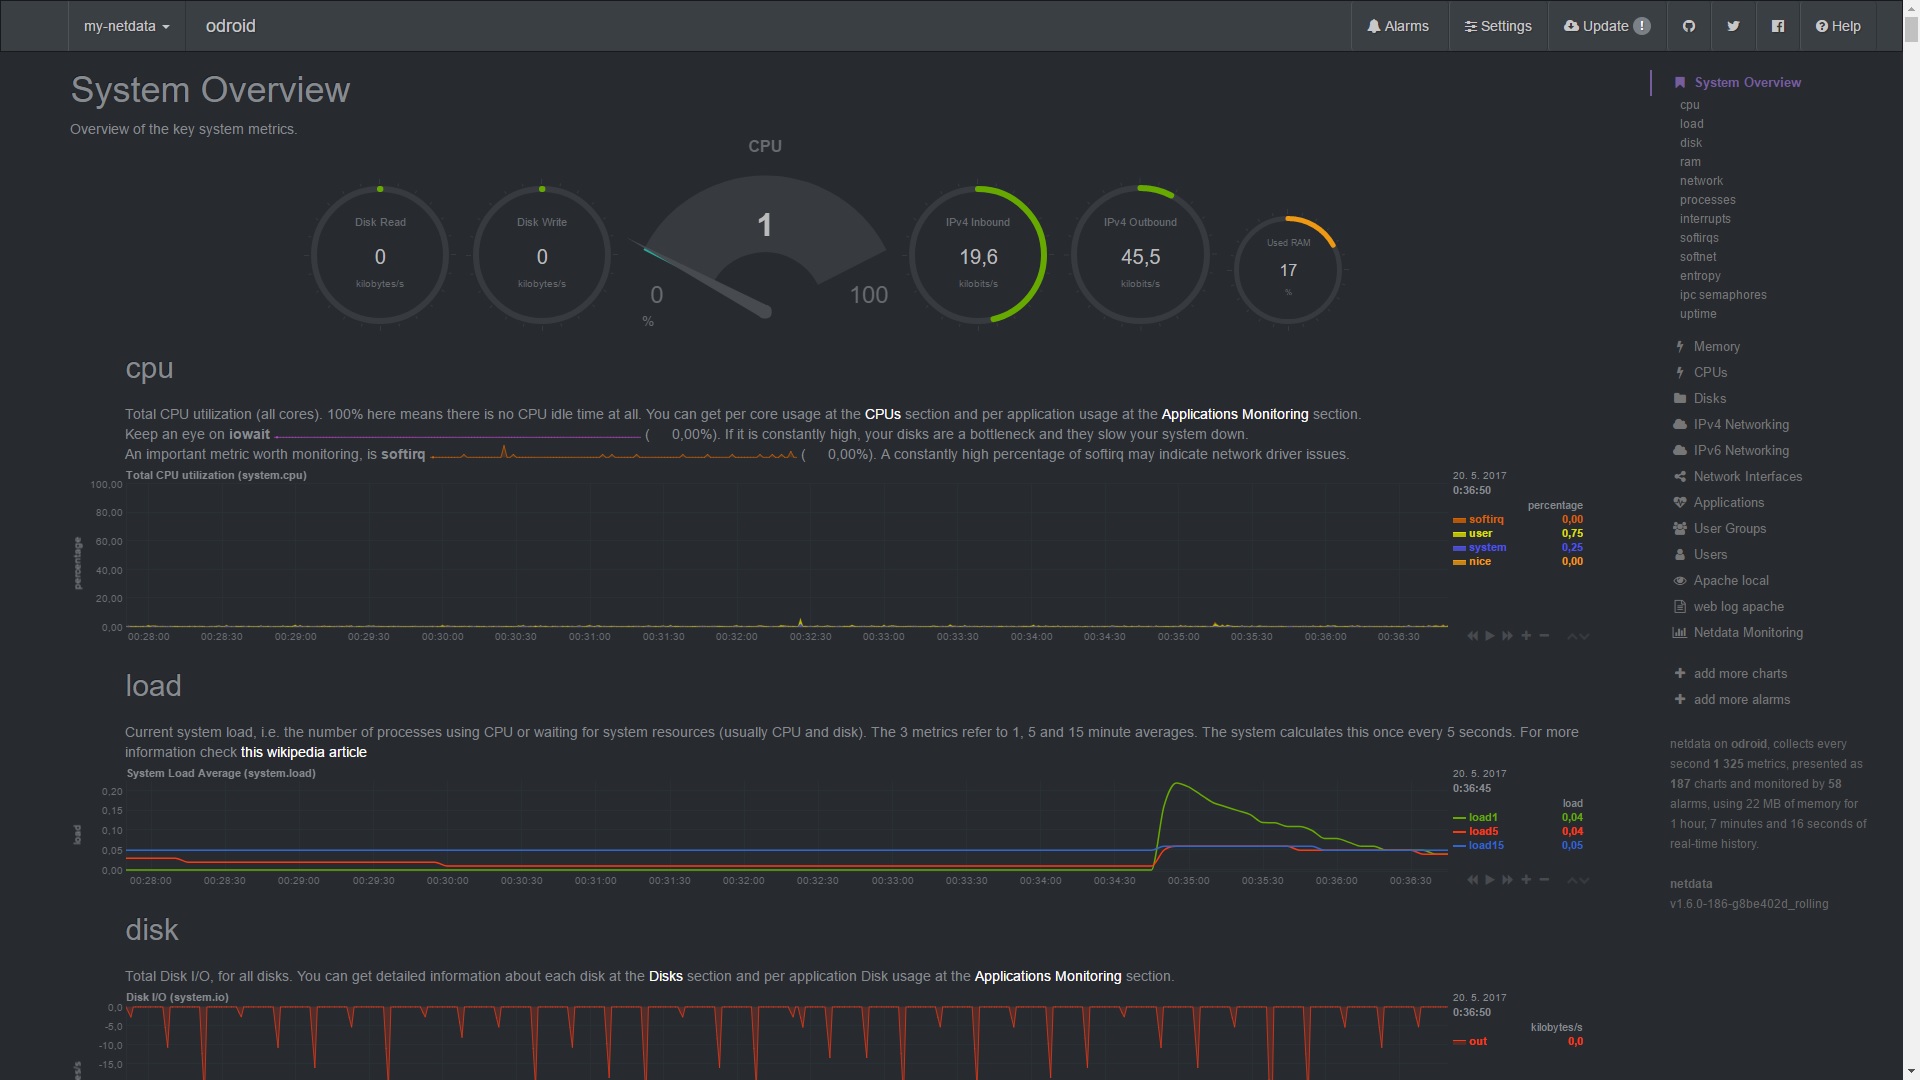 my-netdata
odroid
Alarms
Settings
Update !
Help
System Overview
Overview of the key system metrics.
CPU
Disk Read
0
kilobytes/s
Disk Write
0
kilobytes/s
1
0
100
%
IPv4 Inbound
19,6
kilobits/s
IPv4 Outbound
45,5
kilobits/s
Used RAM
17
%
cpu
Total CPU utilization (all cores). 100% here means there is no CPU idle time at all. You can get per core usage at the CPUs section and per application usage at the Applications Monitoring section.
Keep an eye on iowait ( 0,00%). If it is constantly high, your disks are a bottleneck and they slow your system down.
An important metric worth monitoring, is softirq ( 0,00%). A constantly high percentage of softirq may indicate network driver issues.
Total CPU utilization (system.cpu)
percentage
100,00
80,00
60,00
40,00
20,00
0,00
00:28:00 00:28:30 00:29:00 00:29:30 00:30:00 00:30:30 00:31:00 00:31:30 00:32:00 00:32:30 00:33:00 00:33:30 00:34:00 00:34:30 00:35:00 00:35:30 00:36:00 00:36:30
20. 5. 2017
0:36:50
percentage
softirq 0,00
user 0,75
system 0,25
nice 0,00
load
Current system load, i.e. the number of processes using CPU or waiting for system resources (usually CPU and disk). The 3 metrics refer to 1, 5 and 15 minute averages. The system calculates this once every 5 seconds. For more
information check this wikipedia article
System Load Average (system.load)
load
0,20
0,15
0,10
0,05
0,00
00:28:00 00:28:30 00:29:00 00:29:30 00:30:00 00:30:30 00:31:00 00:31:30 00:32:00 00:32:30 00:33:00 00:33:30 00:34:00 00:34:30 00:35:00 00:35:30 00:36:00 00:36:30
20. 5. 2017
0:36:45
load
load1 0,04
load5 0,04
load15 0,05
disk
Total Disk I/O, for all disks. You can get detailed information about each disk at the Disks section and per application Disk usage at the Applications Monitoring section.
Disk I/O (system.io)
0,0
-5,0
-10,0
-15,0
20. 5. 2017
0:36:50
kilobytes/s
out 0,0
System Overview
cpu
load
disk
ram
network
processes
interrupts
softirqs
softnet
entropy
ipc semaphores
uptime
Memory
CPUs
Disks
IPv4 Networking
IPv6 Networking
Network Interfaces
Applications
User Groups
Users
Apache local
web log apache
Netdata Monitoring
add more charts
add more alarms
netdata on odroid, collects every
second 1 325 metrics, presented as
187 charts and monitored by 58
alarms, using 22 MB of memory for
1 hour, 7 minutes and 16 seconds of
real-time history.
netdata
v1.6.0-186-g8be402d_rolling